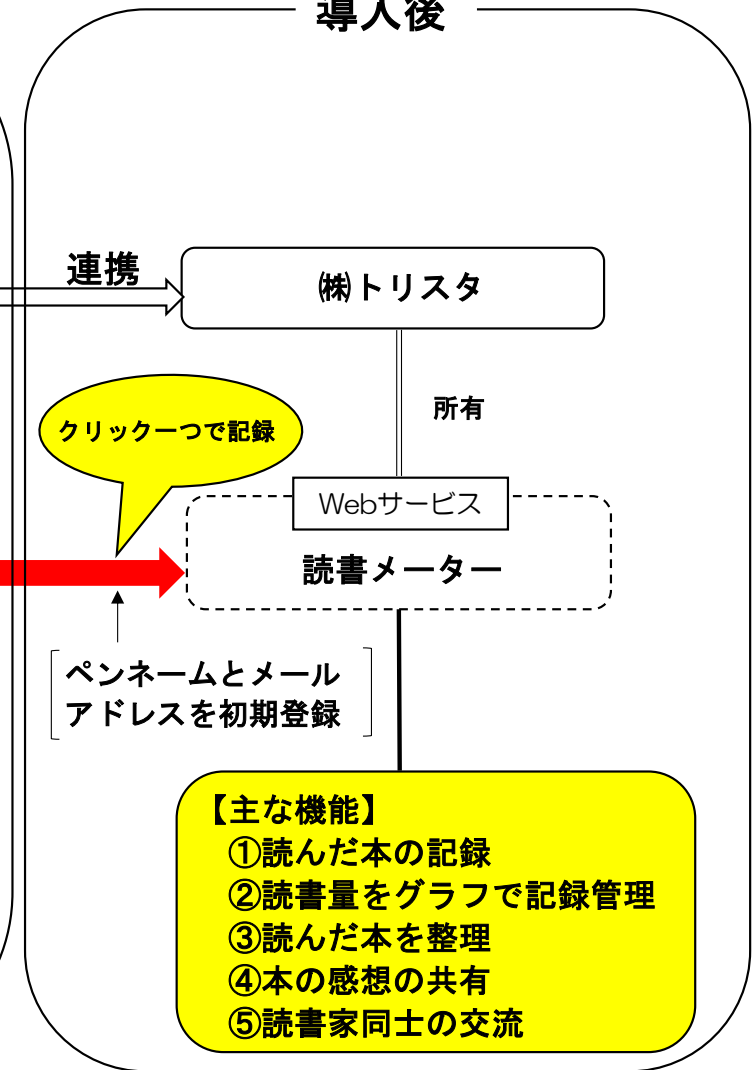 導入後
連携
㈱トリスタ
所有
クリック一つで記録
Webサービス
読書メーター
ペンネームとメール
アドレスを初期登録
【主な機能】
①読んだ本の記録
②読書量をグラフで記録管理
③読んだ本を整理
④本の感想の共有
⑤読書家同士の交流